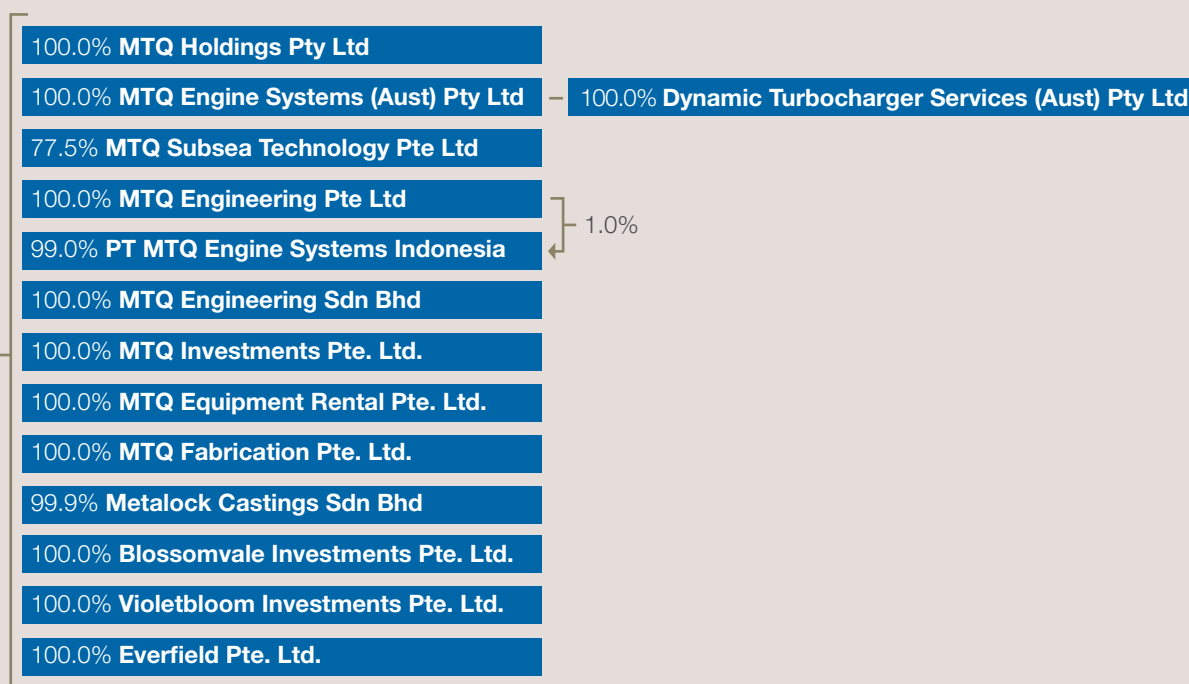 100.0% MTQ Holdings Pty Ltd
100.0% MTQ Engine Systems (Aust) Pty Ltd
100.0% Dynamic Turbocharger Services (Aust) Pty Ltd
77.5% MTQ Subsea Technology Pte Ltd
100.0% MTQ Engineering Pte Ltd
1.0%
99.0% PT MTQ Engine Systems Indonesia
100.0% MTQ Engineering Sdn Bhd
100.0% MTQ Investments Pte. Ltd.
100.0% MTQ Equipment Rental Pte. Ltd.
100.0% MTQ Fabrication Pte. Ltd.
99.9% Metalock Castings Sdn Bhd
100.0% Blossomvale Investments Pte. Ltd.
100.0% Violetbloom Investments Pte. Ltd.
100.0% Everfield Pte. Ltd.